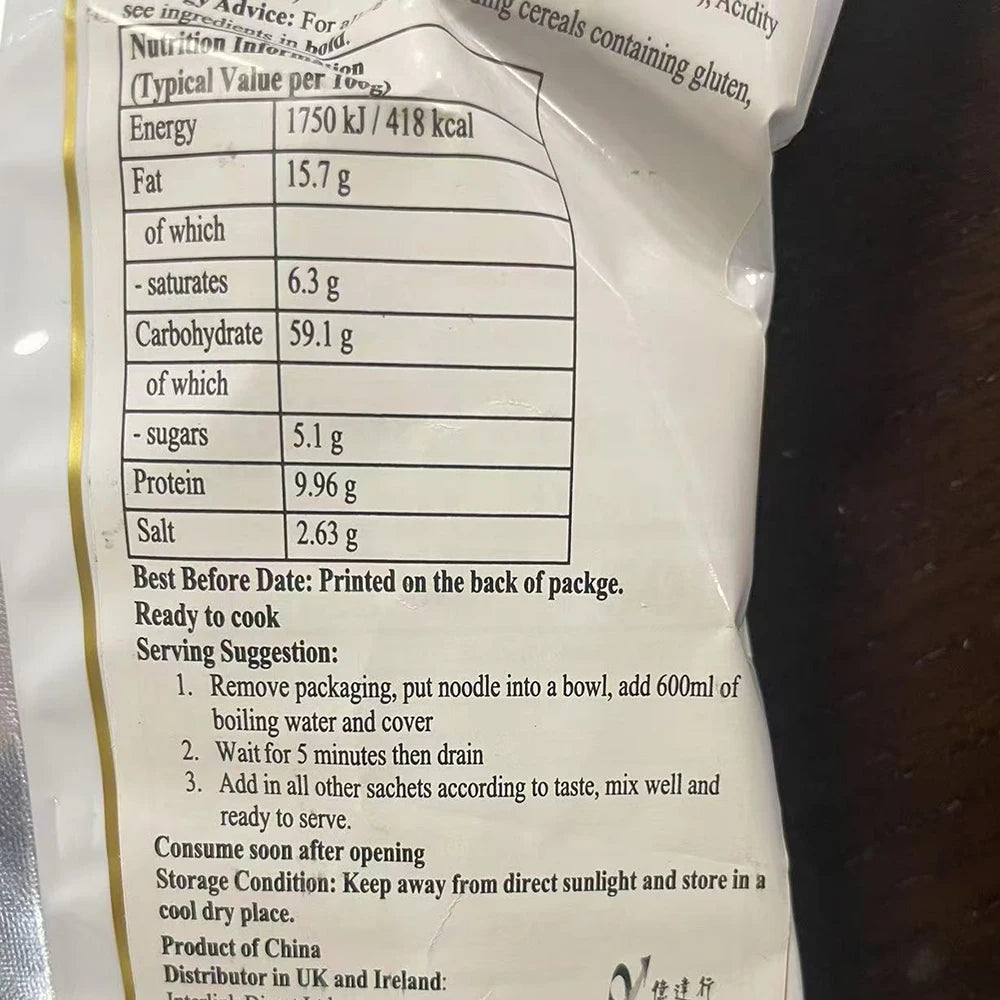 Advice: For
see ingredients in bold.
cereals containing gluten,
Acidity
Nutrition Information
(Typical Value per 100g)
Energy 1750 kJ / 418 kcal
Fat 15.7 g
of which
- saturates 6.3 g
Carbohydrate 59.1 g
of which
- sugars 5.1 g
Protein 9.96 g
Salt 2.63 g
Best Before Date: Printed on the back of packge.
Ready to cook
Serving Suggestion:
1. Remove packaging, put noodle into a bowl, add 600ml of
boiling water and cover
2. Wait for 5 minutes then drain
3. Add in all other sachets according to taste, mix well and
ready to serve.
Consume soon after opening
Storage Condition: Keep away from direct sunlight and store in a
cool dry place.
Product of China
Distributor in UK and Ireland:
億達行